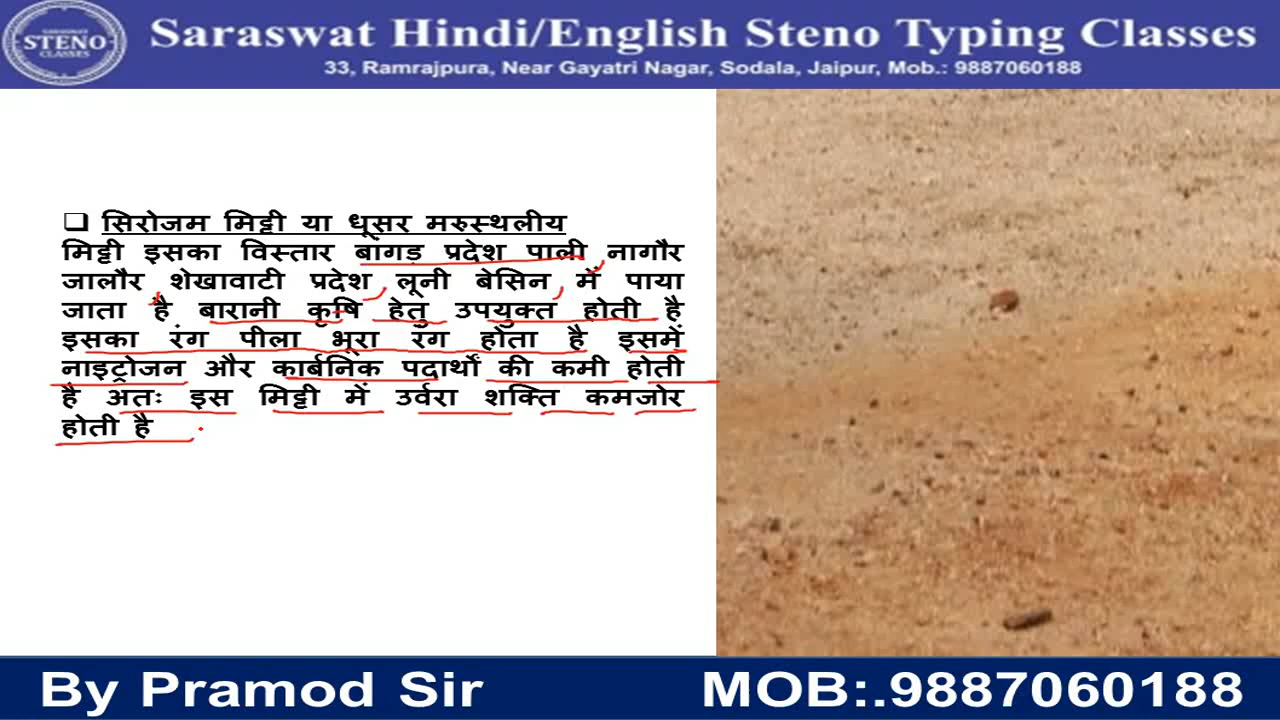 STENO
CLASSES
Saraswat Hindi/English Steno Typing Classes
33, Ramrajpura, Near Gayatri Nagar, Sodala, Jaipur, Mob.: 9887060188
❑ सिरोजम मिट्टी या धूसर मरुस्थलीय
मिट्टी इसका विस्तार बांगड़ प्रदेश पाली नागौर
जालौर शेखावाटी प्रदेश लूनी बेसिन में पाया
जाता है बारानी कृषि हेतु उपयुक्त होती है
इसका रंग पीला भूरा रंग होता है इसमें
नाइट्रोजन और कार्बनिक पदार्थों की कमी होती
है अतः इस मिट्टी में उर्वरा शक्ति कमजोर
होती है
By Pramod Sir MOB:.9887060188